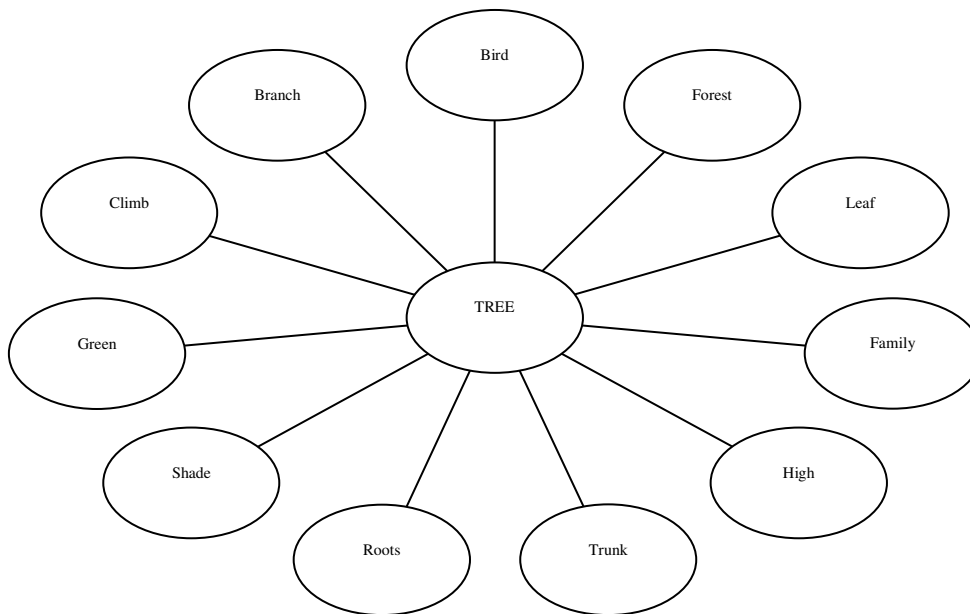 Bird
Branch
Forest
Climb
Leaf
TREE
Green
Family
Shade
High
Roots
Trunk